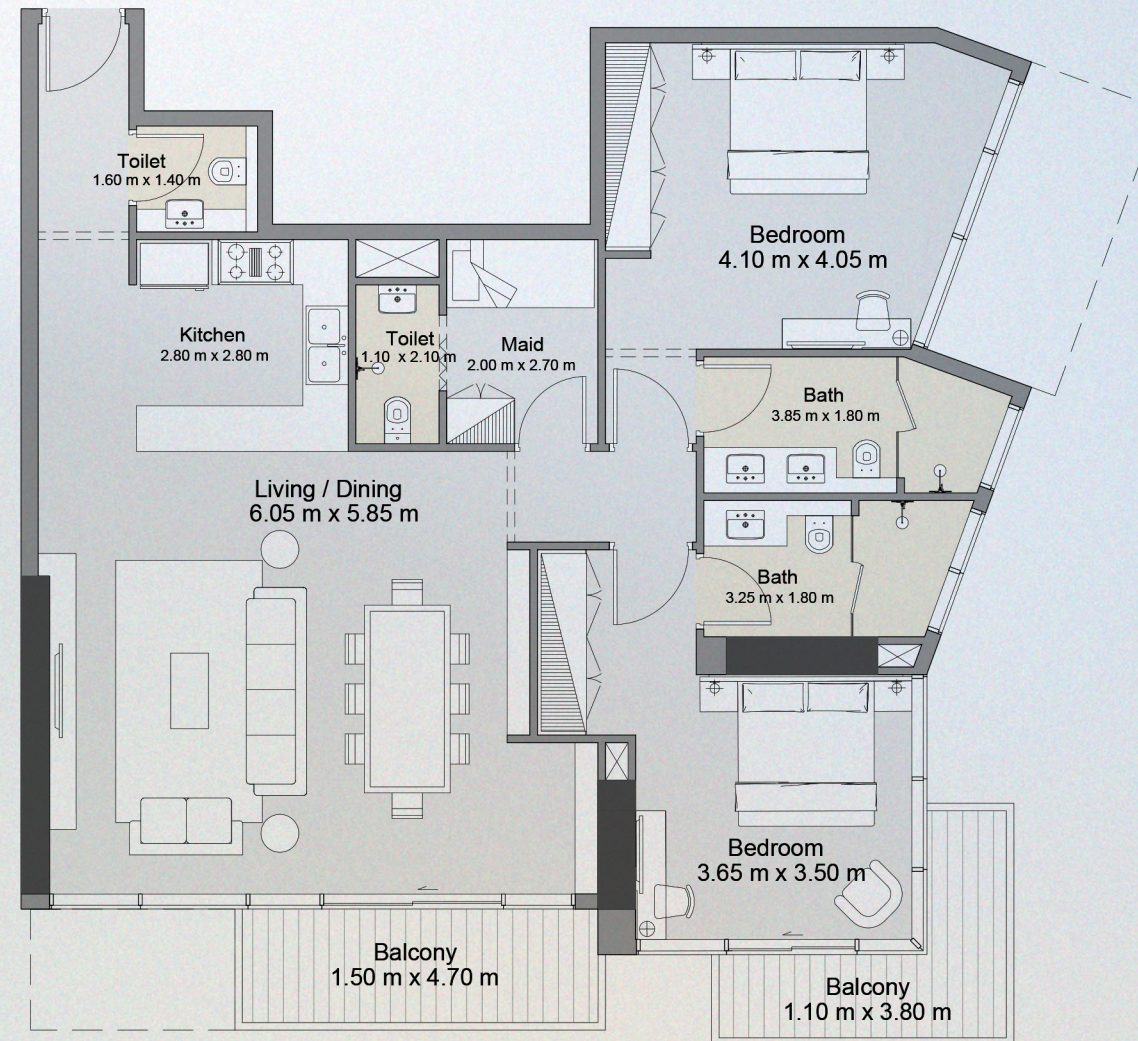 Toilet
1.60 m x 1.40 m
Bedroom
4.10 m x 4.05 m
Kitchen
2.80 m x 2.80 m
Toilet
1.10 x 2.10 m
Maid
2.00 m x 2.70 m
Bath
3.85 m x 1.80 m
Living / Dining
6.05 m x 5.85 m
Bath
3.25 m x 1.80 m
Bedroom
3.65 m x 3.50 m
Balcony
1.50 m x 4.70 m
Balcony
1.10 m x 3.80 m